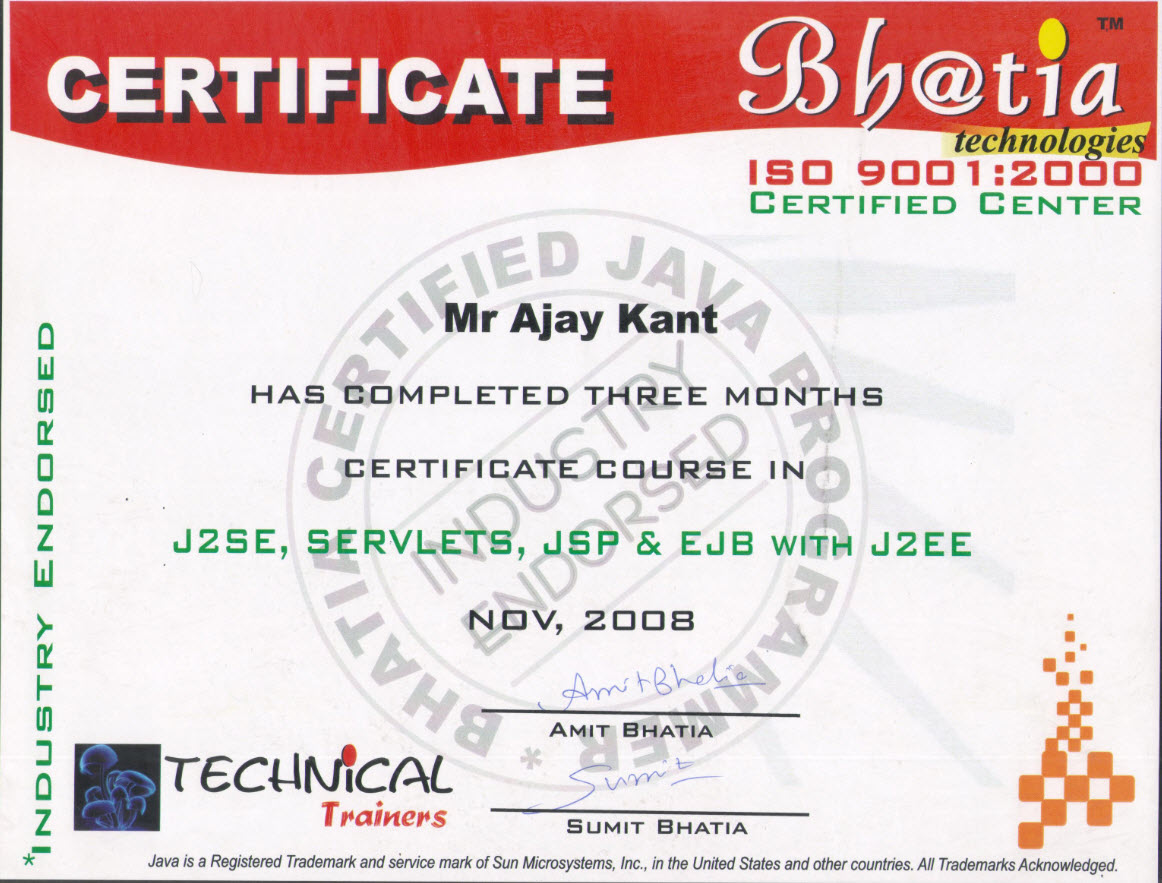 CERTIFICATE
Bh@tia ™
technologies
ISO 9001:2000
CERTIFIED CENTER
BHATIA CERTIFIED JAVA PROGRAMMER *
INDUSTRY
ENDORSED
Mr Ajay Kant
HAS COMPLETED THREE MONTHS
CERTIFICATE COURSE IN
J2SE, SERVLETS, JSP & EJB WITH J2EE
NOV, 2008
Amit Bhatia
AMIT BHATIA
Sumit
SUMIT BHATIA
*INDUSTRY ENDORSED
TECHNiCAL
Trainers
Java is a Registered Trademark and service mark of Sun Microsystems, Inc., in the United States and other countries. All Trademarks Acknowledged.